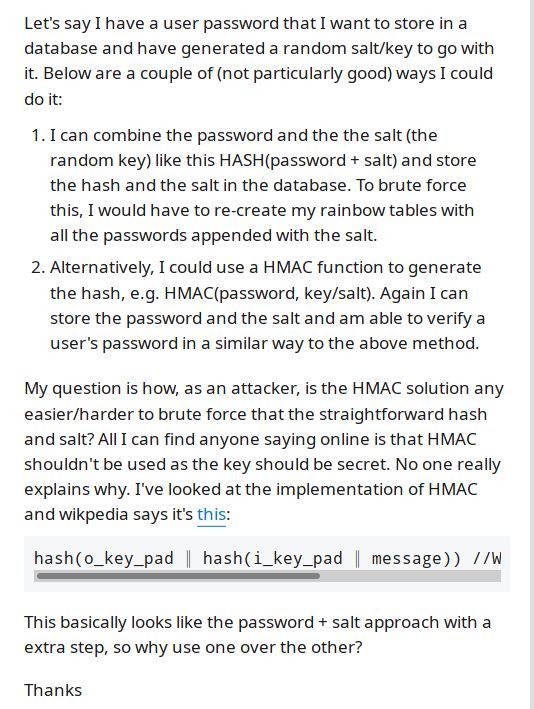 Let's say I have a user password that I want to store in a
database and have generated a random salt/key to go with
it. Below are a couple of (not particularly good) ways I could
do it:
1. I can combine the password and the the salt (the
random key) like this HASH(password + salt) and store
the hash and the salt in the database. To brute force
this, I would have to re-create my rainbow tables with
all the passwords appended with the salt.
2. Alternatively, I could use a HMAC function to generate
the hash, e.g. HMAC(password, key/salt). Again I can
store the password and the salt and am able to verify a
user's password in a similar way to the above method.
My question is how, as an attacker, is the HMAC solution any
easier/harder to brute force that the straightforward hash
and salt? All I can find anyone saying online is that HMAC
shouldn't be used as the key should be secret. No one really
explains why. I've looked at the implementation of HMAC
and wikpedia says it's this:
hash(o_key_pad ∥ hash(i_key_pad ∥ message)) //W
This basically looks like the password + salt approach with a
extra step, so why use one over the other?
Thanks